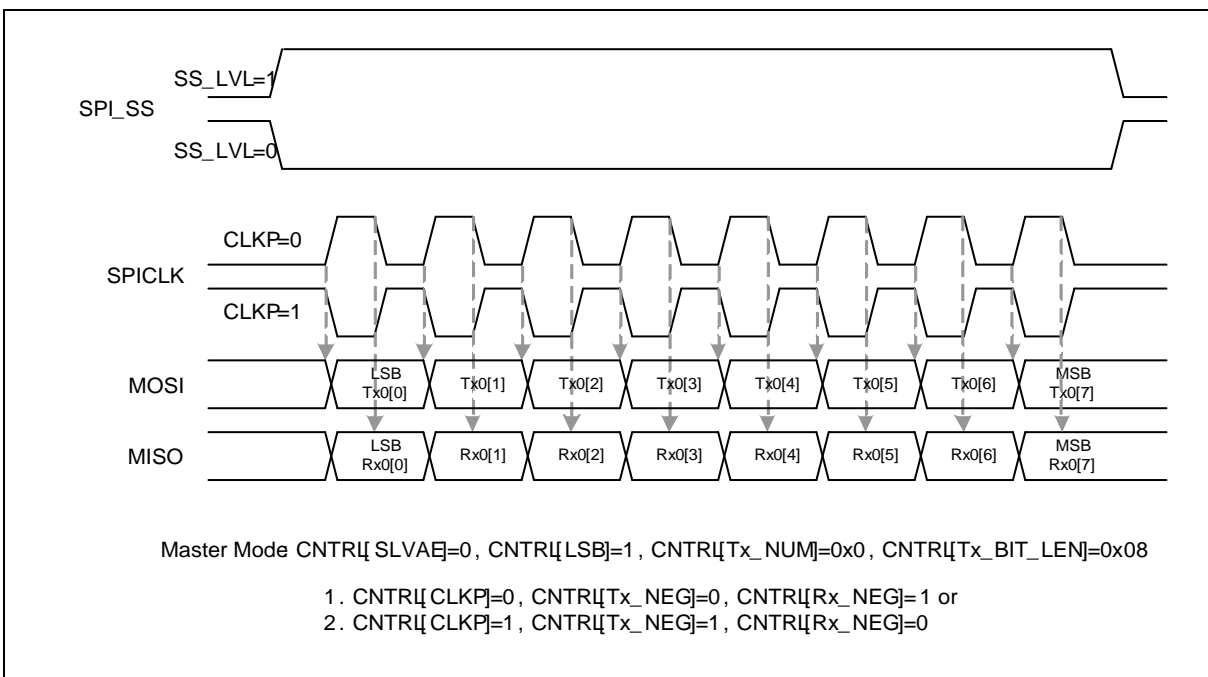 SS_LVL=1
SPI_SS
SS_LVL=0
CLKP=0
SPICLK
CLKP=1
MOSI
LSB
Tx0[0]
Tx0[1]
Tx0[2]
Tx0[3]
Tx0[4]
Tx0[5]
Tx0[6]
MSB
Tx0[7]
MISO
LSB
Rx0[0]
Rx0[1]
Rx0[2]
Rx0[3]
Rx0[4]
Rx0[5]
Rx0[6]
MSB
Rx0[7]
Master Mode CNTRL[SLVAE]=0, CNTRL[LSB]=1, CNTRL[Tx_NUM]=0x0, CNTRL[Tx_BIT_LEN]=0x08
1. CNTRL[CLKP]=0, CNTRL[Tx_NEG]=0, CNTRL[Rx_NEG]=1 or
2. CNTRL[CLKP]=1, CNTRL[Tx_NEG]=1, CNTRL[Rx_NEG]=0